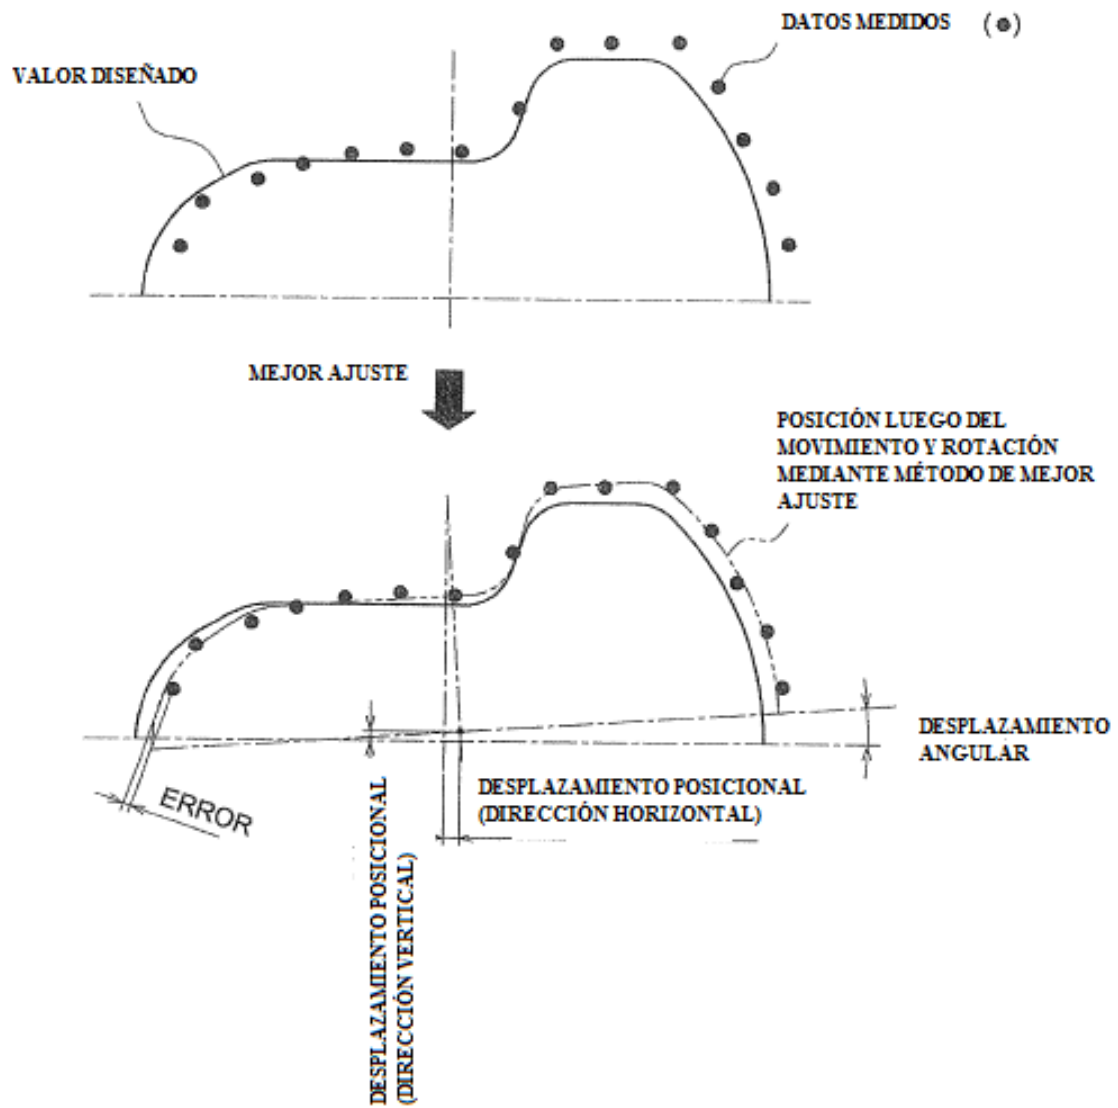 DATOS MEDIDOS (●)
VALOR DISEÑADO
MEJOR AJUSTE
POSICIÓN LUEGO DEL
MOVIMIENTO Y ROTACIÓN
MEDIANTE MÉTODO DE MEJOR
AJUSTE
DESPLAZAMIENTO
ANGULAR
DESPLAZAMIENTO POSICIONAL
(DIRECCIÓN HORIZONTAL)
ERROR
DESPLAZAMIENTO POSICIONAL
(DIRECCIÓN VERTICAL)